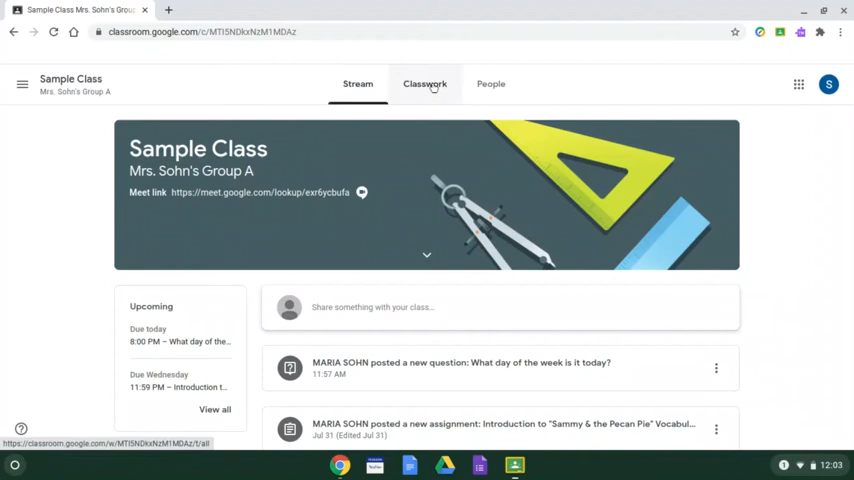 Sample Class Mrs. Sohn's Grou
classroom.google.com/c/MTI5NDkxNzM1MDAz
Sample Class
Mrs. Sohn's Group A
Stream
Classwork
People
S
Sample Class
Mrs. Sohn's Group A
Meet link https://meet.google.com/lookup/exr6ycbufa
Upcoming
Due today
8:00 PM – What day of the...
Due Wednesday
11:59 PM – Introduction t...
View all
Share something with your class...
MARIA SOHN posted a new question: What day of the week is it today?
11:57 AM
MARIA SOHN posted a new assignment: Introduction to "Sammy & the Pecan Pie" Vocabul...
Jul 31 (Edited Jul 31)
https://classroom.google.com/w/MTI5NDkxNzM1MDAz/t/all
1
12:03